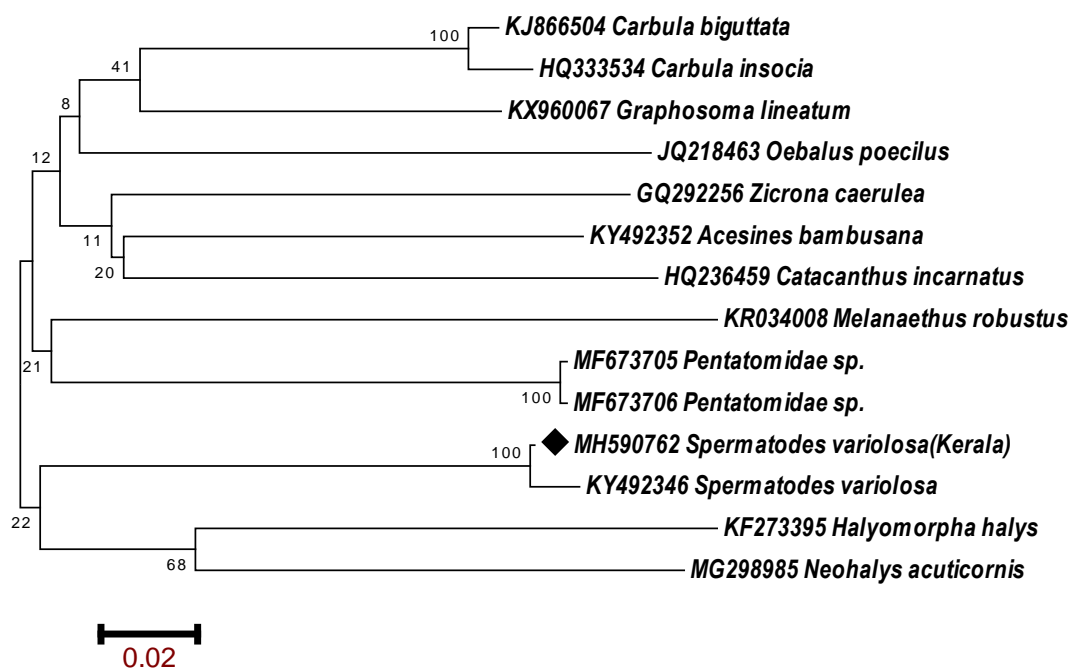 100 KJ866504 Carbula biguttata
HQ333534 Carbula insocia
41
KX960067 Graphosoma lineatum
8
JQ218463 Oebalus poecilus
12
GQ292256 Zicrona caerulea
11
KY492352 Acesines bambusana
20
HQ236459 Catacanthus incarnatus
KR034008 Melanaethus robustus
21
MF673705 Pentatomidae sp.
100
MF673706 Pentatomidae sp.
100 MH590762 Spermatodes variolosa(Kerala)
KY492346 Spermatodes variolosa
22
KF273395 Halyomorpha halys
68
MG298985 Neohalys acuticornis
0.02